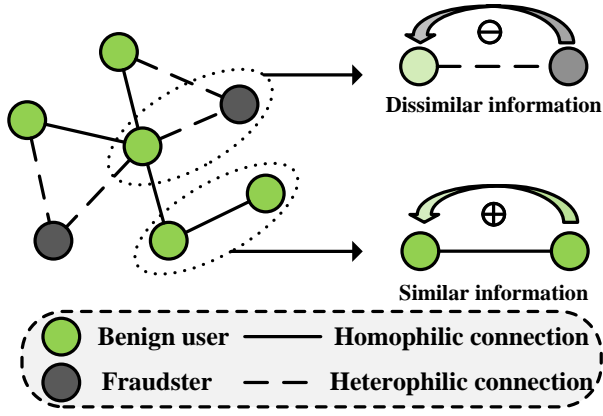 Dissimilar information
Similar information
Benign user Homophilic connection
Fraudster Heterophilic connection